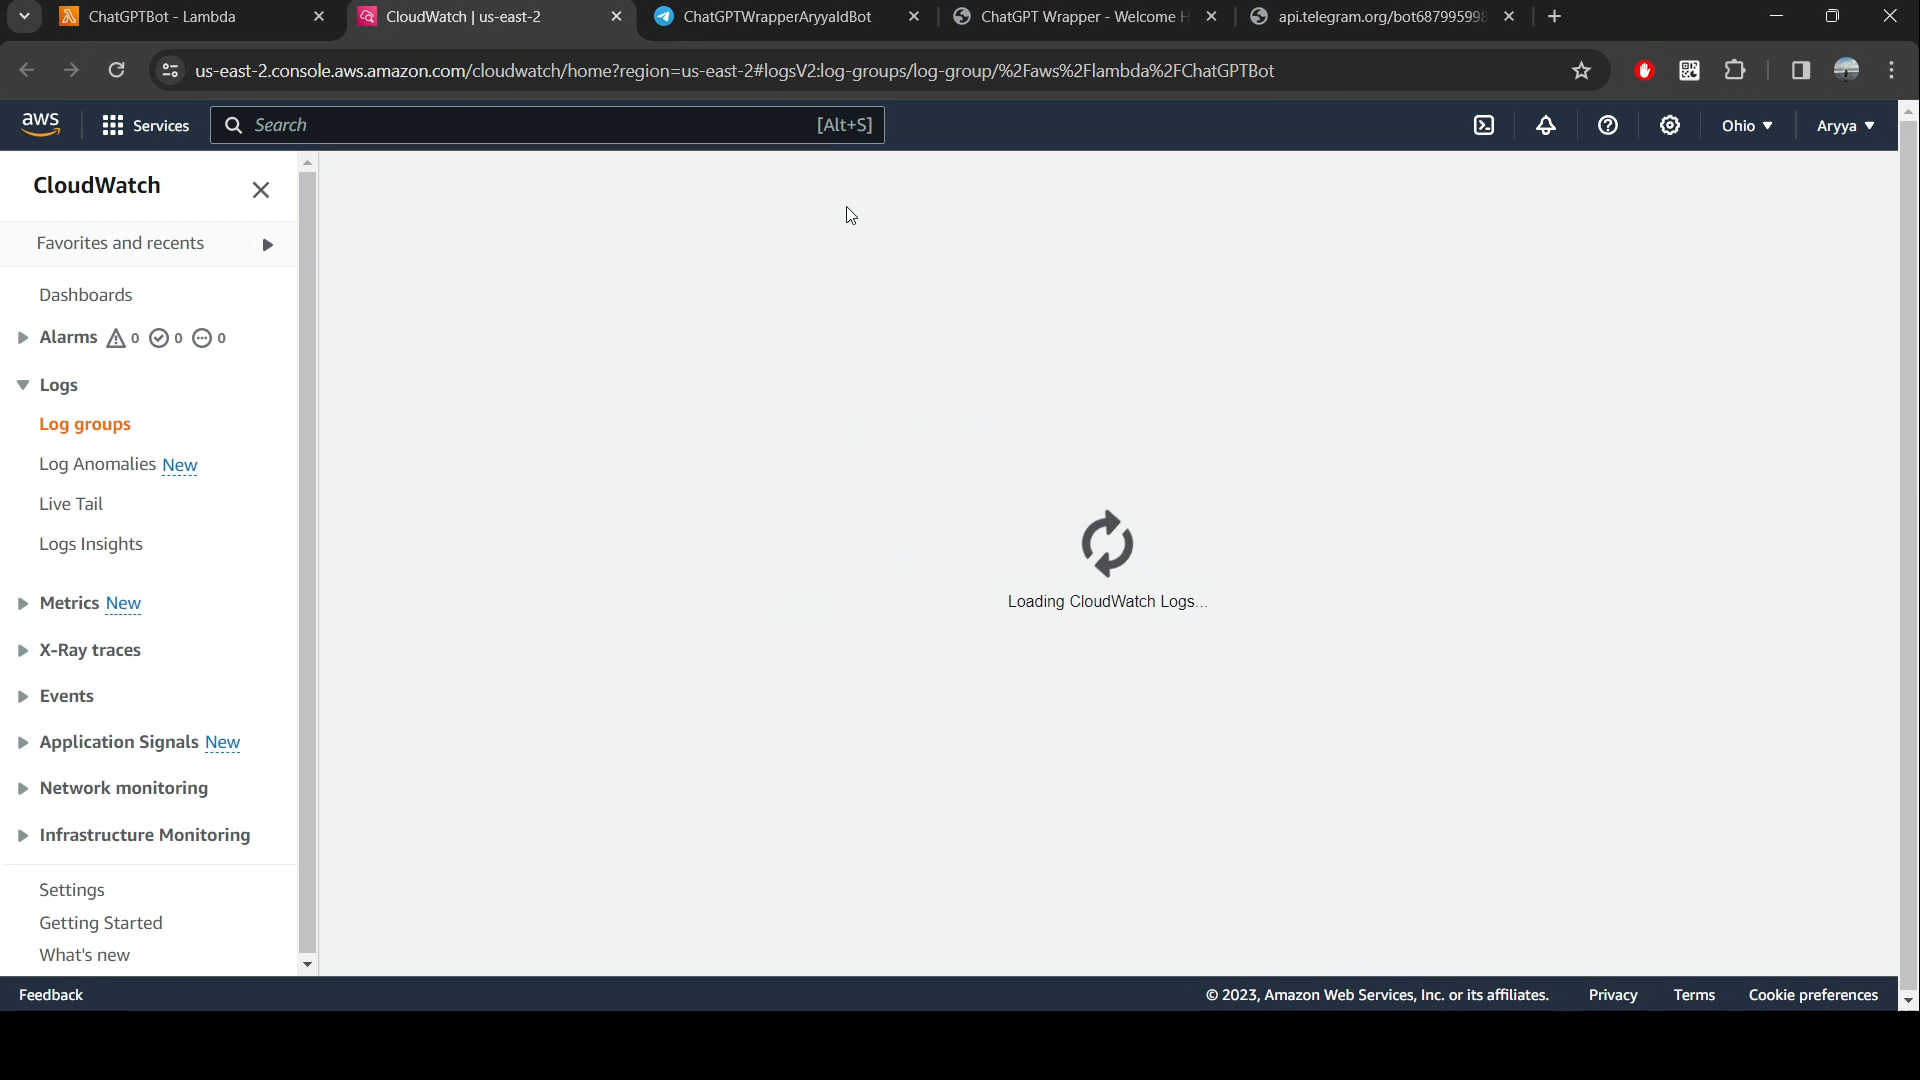 ChatGPTBot - Lambda
CloudWatch | us-east-2
ChatGPTWrapperAryyaldBot
ChatGPT Wrapper - Welcome H
api.telegram.org/bot687995998
us-east-2.console.aws.amazon.com/cloudwatch/home?region=us-east-2#logsV2:log-groups/log-group/%2Faws%2Flambda%2FChatGPTBot
aws
Services
Search
[Alt+S]
Ohio
Aryya
CloudWatch
Favorites and recents
Dashboards
Alarms 0 0 0
Logs
Log groups
Log Anomalies New
Live Tail
Logs Insights
Metrics New
X-Ray traces
Events
Application Signals New
Network monitoring
Infrastructure Monitoring
Settings
Getting Started
What's new
Loading CloudWatch Logs...
Feedback
© 2023, Amazon Web Services, Inc. or its affiliates.
Privacy
Terms
Cookie preferences